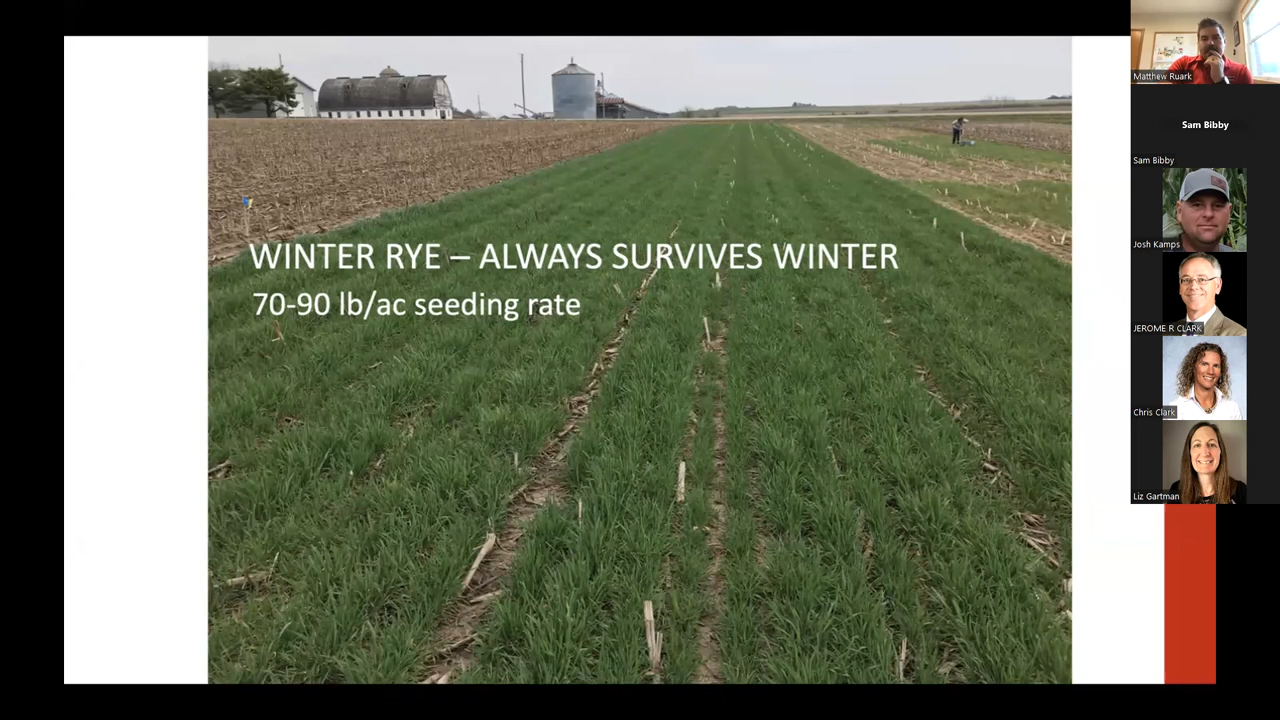 WINTER RYE – ALWAYS SURVIVES WINTER
70-90 lb/ac seeding rate
Matthew Ruark
Sam Bibby
Sam Bibby
Josh Kamps
JEROME R CLARK
Chris Clark
Liz Gartman